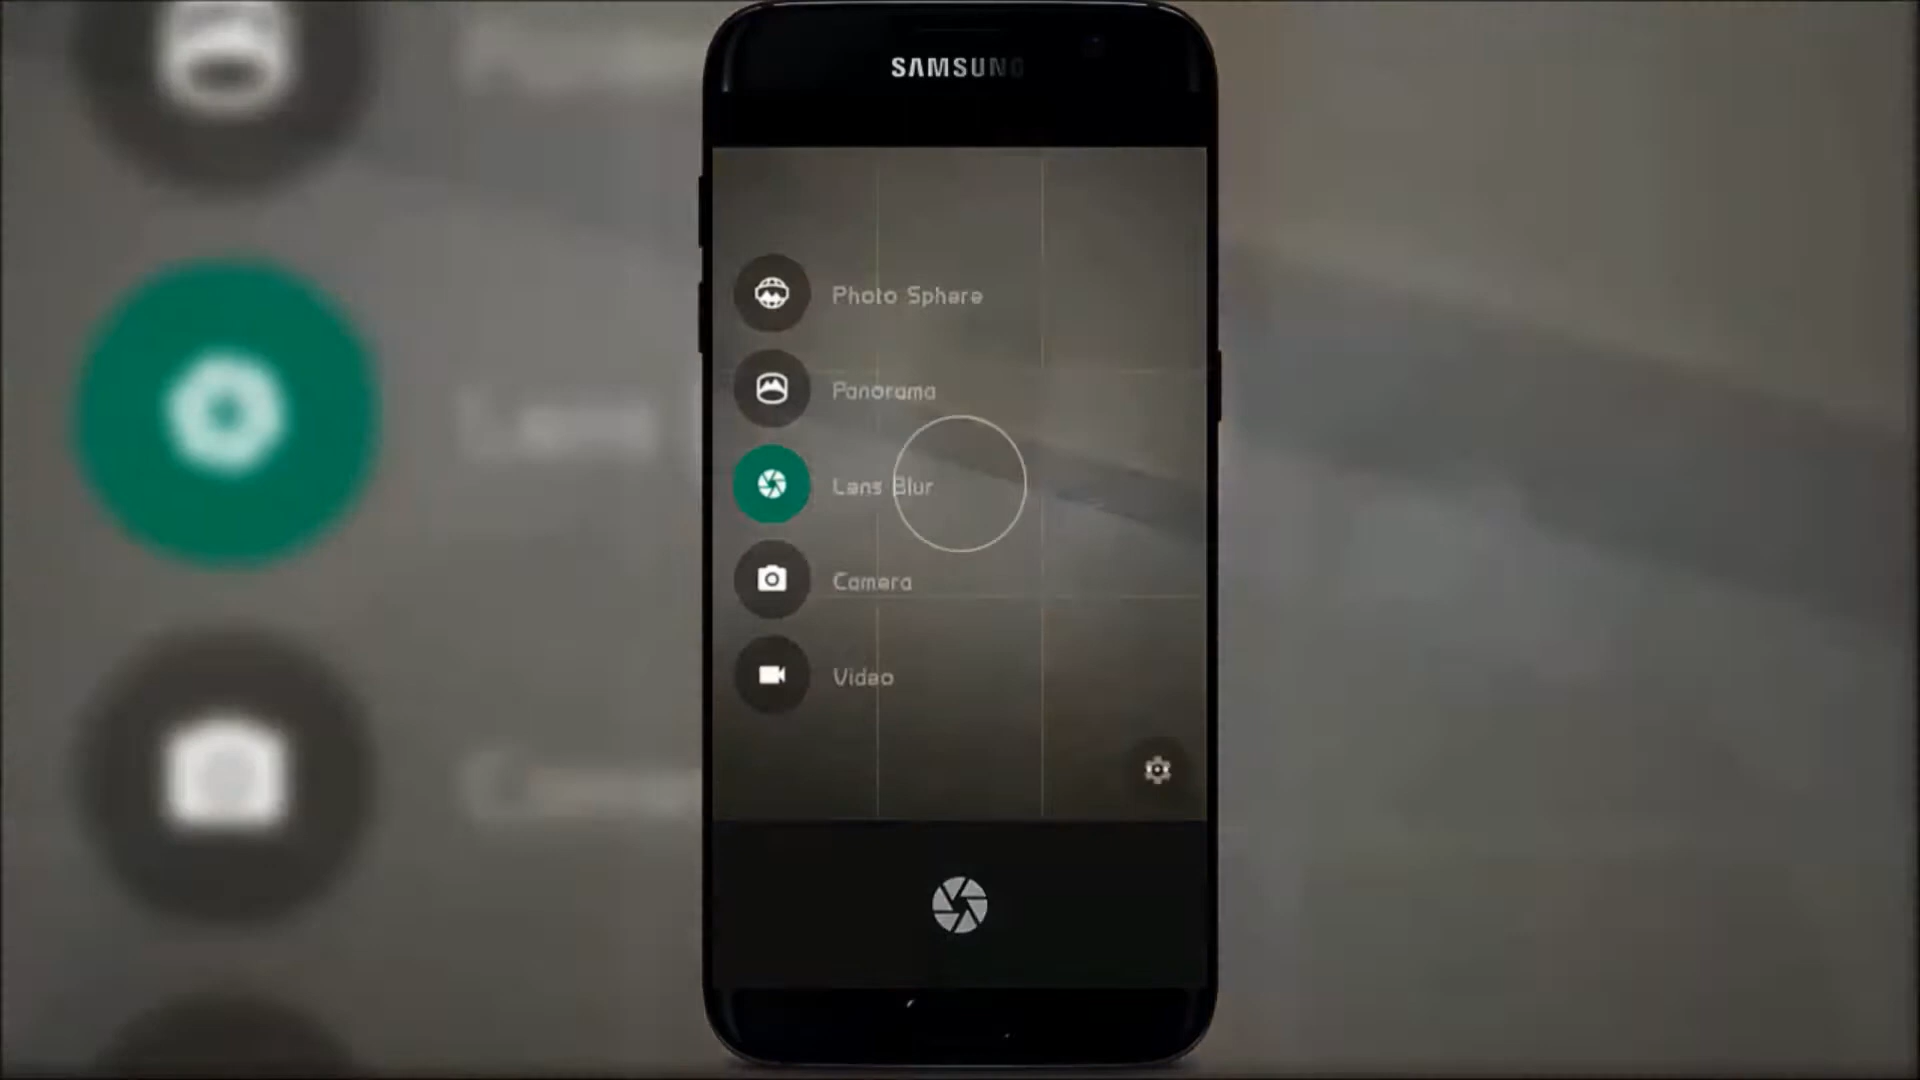 SAMSUNG
Photo Sphere
Panorama
Lens Blur
Camera
Video